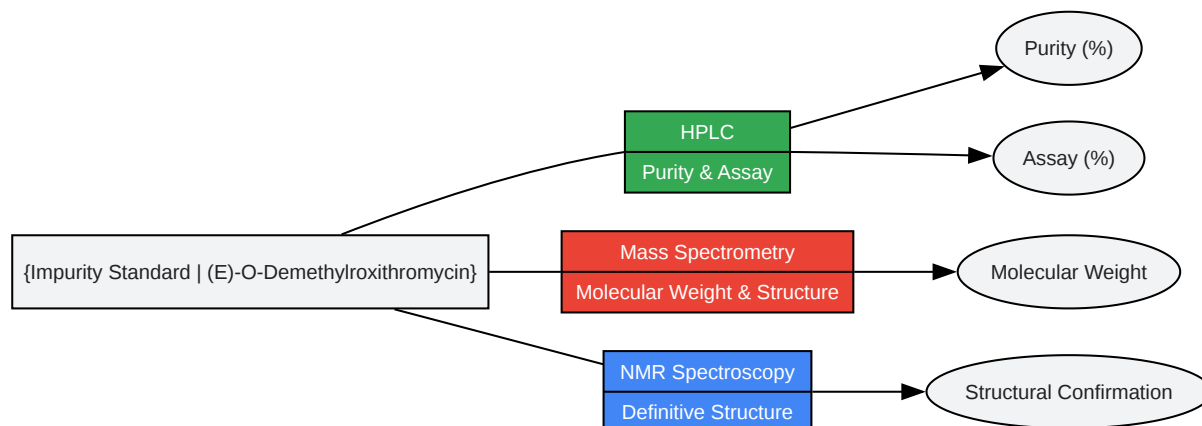 Purity (%)
HPLC
Purity & Assay
Assay (%)
{Impurity Standard | (E)-O-Demethylroxithromycin}
Mass Spectrometry
Molecular Weight & Structure
Molecular Weight
NMR Spectroscopy
Definitive Structure
Structural Confirmation